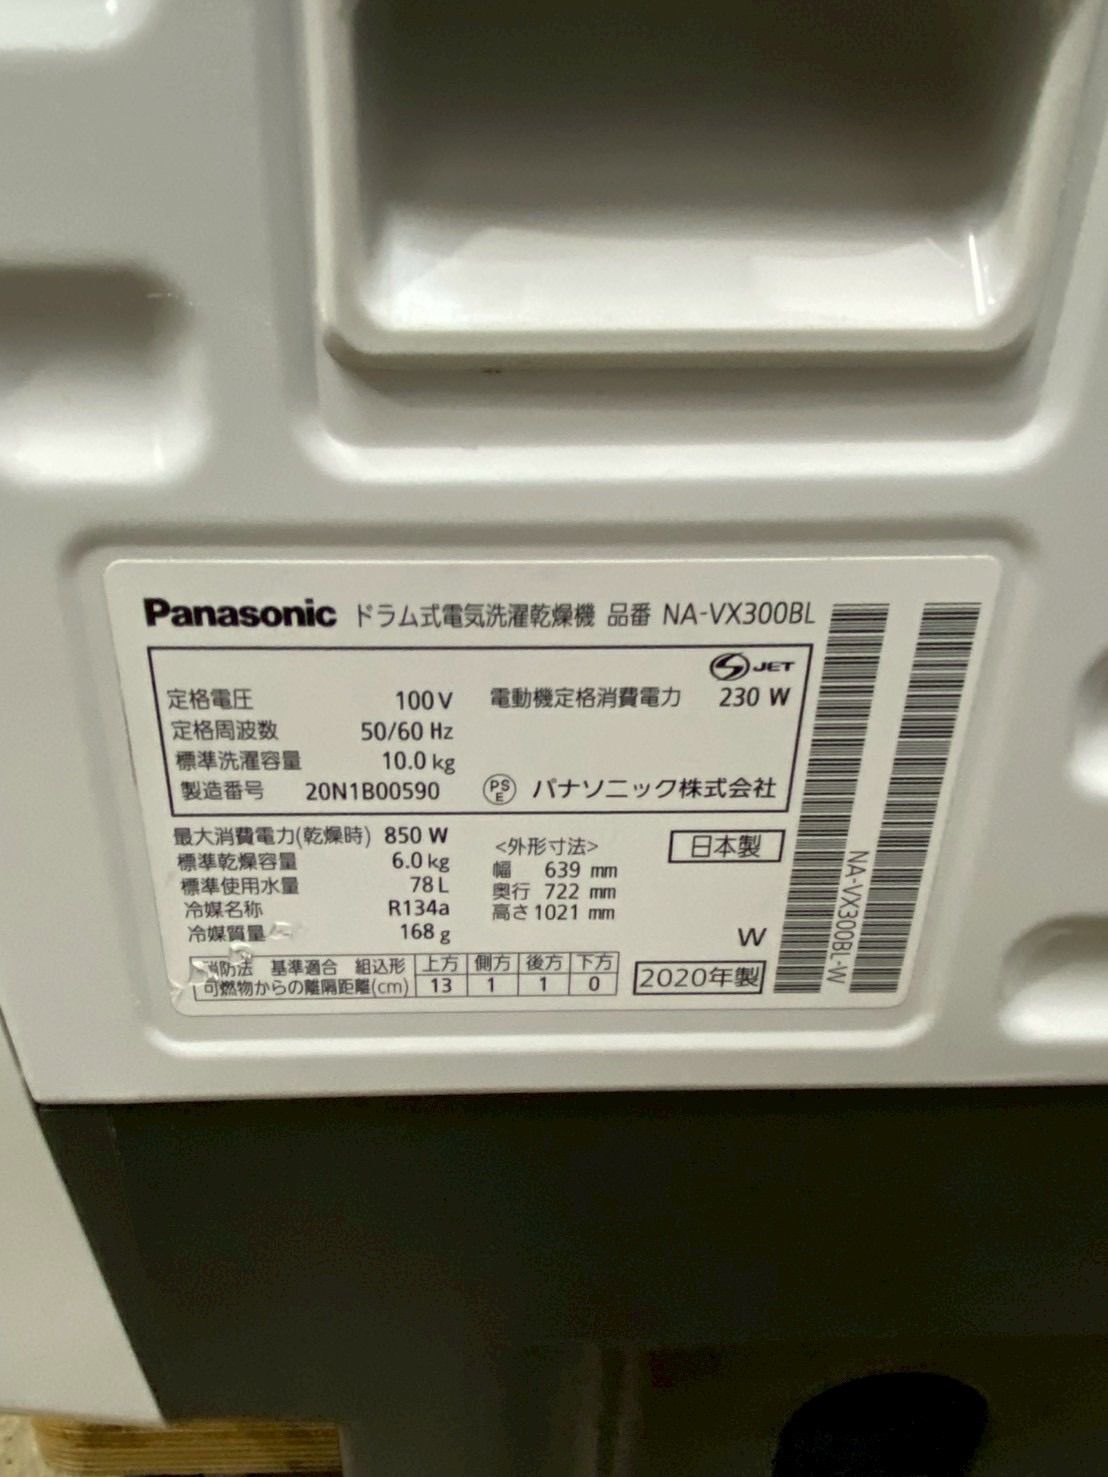 Panasonic ドラム式電気洗濯乾燥機 品番 NA-VX300BL
S JET
定格電圧 100V 電動機定格消費電力 230 W
定格周波数 50/60 Hz
標準洗濯容量 10.0 kg
製造番号 20N1B00590 PSE パナソニック株式会社
最大消費電力(乾燥時) 850 W
標準乾燥容量 6.0 kg
標準使用水量 78 L
冷媒名称 R134a
冷媒質量 168 g
<外形寸法>
幅 639 mm
奥行 722 mm
高さ 1021 mm
日本製
W
消防法 基準適合 組込形 上方 側方 後方 下方
可燃物からの離隔距離(cm) 13 1 1 0
2020年製
NA-VX300BL-W